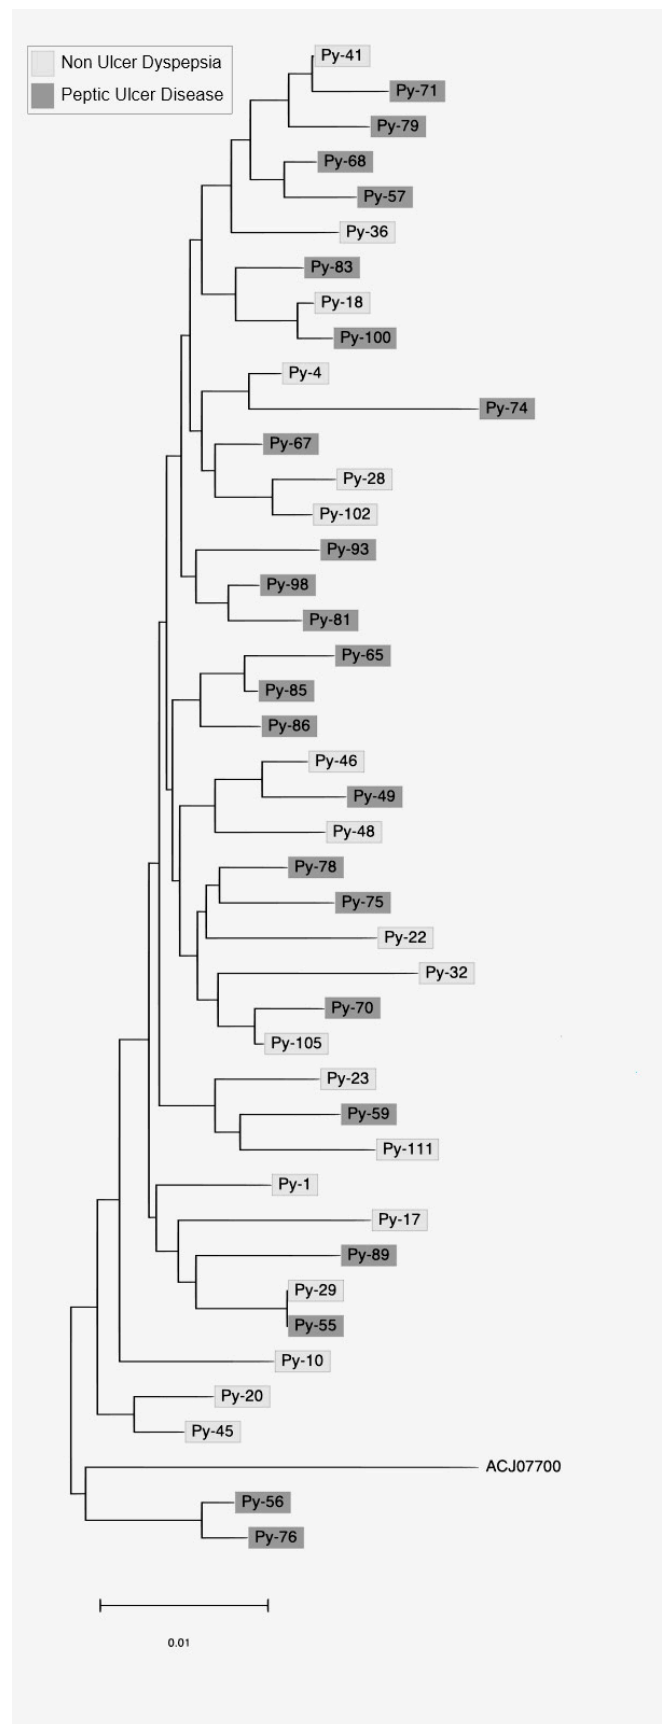 Non Ulcer Dyspepsia
Peptic Ulcer Disease
Py-41
Py-71
Py-79
Py-68
Py-57
Py-36
Py-83
Py-18
Py-100
Py-4
Py-74
Py-67
Py-28
Py-102
Py-93
Py-98
Py-81
Py-65
Py-85
Py-86
Py-46
Py-49
Py-48
Py-78
Py-75
Py-22
Py-32
Py-70
Py-105
Py-23
Py-59
Py-111
Py-1
Py-17
Py-89
Py-29
Py-55
Py-10
Py-20
Py-45
ACJ07700
Py-56
Py-76
0.01